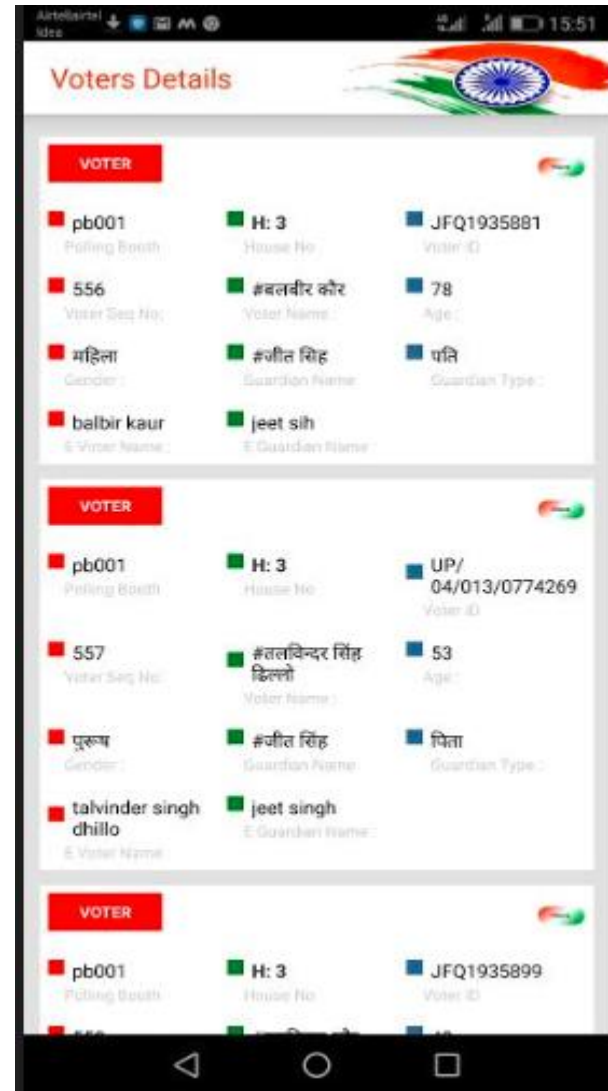 Airtellairtel
Idea
15:51
Voters Details
VOTER
pb001
H: 3
JFQ1935881
Polling Booth
House No
Voter ID
556
#बलबीर कौर
78
Voter Seq No:
Voter Name :
Age :
महिला
#जीत सिह
पति
Gender :
Guardian Name
Guardian Type :
balbir kaur
jeet sih
E Voter Name :
E Guardian Name :
VOTER
pb001
H: 3
UP/
04/013/0774269
Polling Booth
House No
Voter ID
557
#तलविन्दर सिंह
ढिल्लो
53
Voter Seq No:
Voter Name :
Age :
पुरूष
#जीत सिंह
पिता
Gender :
Guardian Name
Guardian Type :
talvinder singh
dhillo
jeet singh
E Voter Name
E Guardian Name :
VOTER
pb001
H: 3
JFQ1935899
Polling Booth
House No
Voter ID